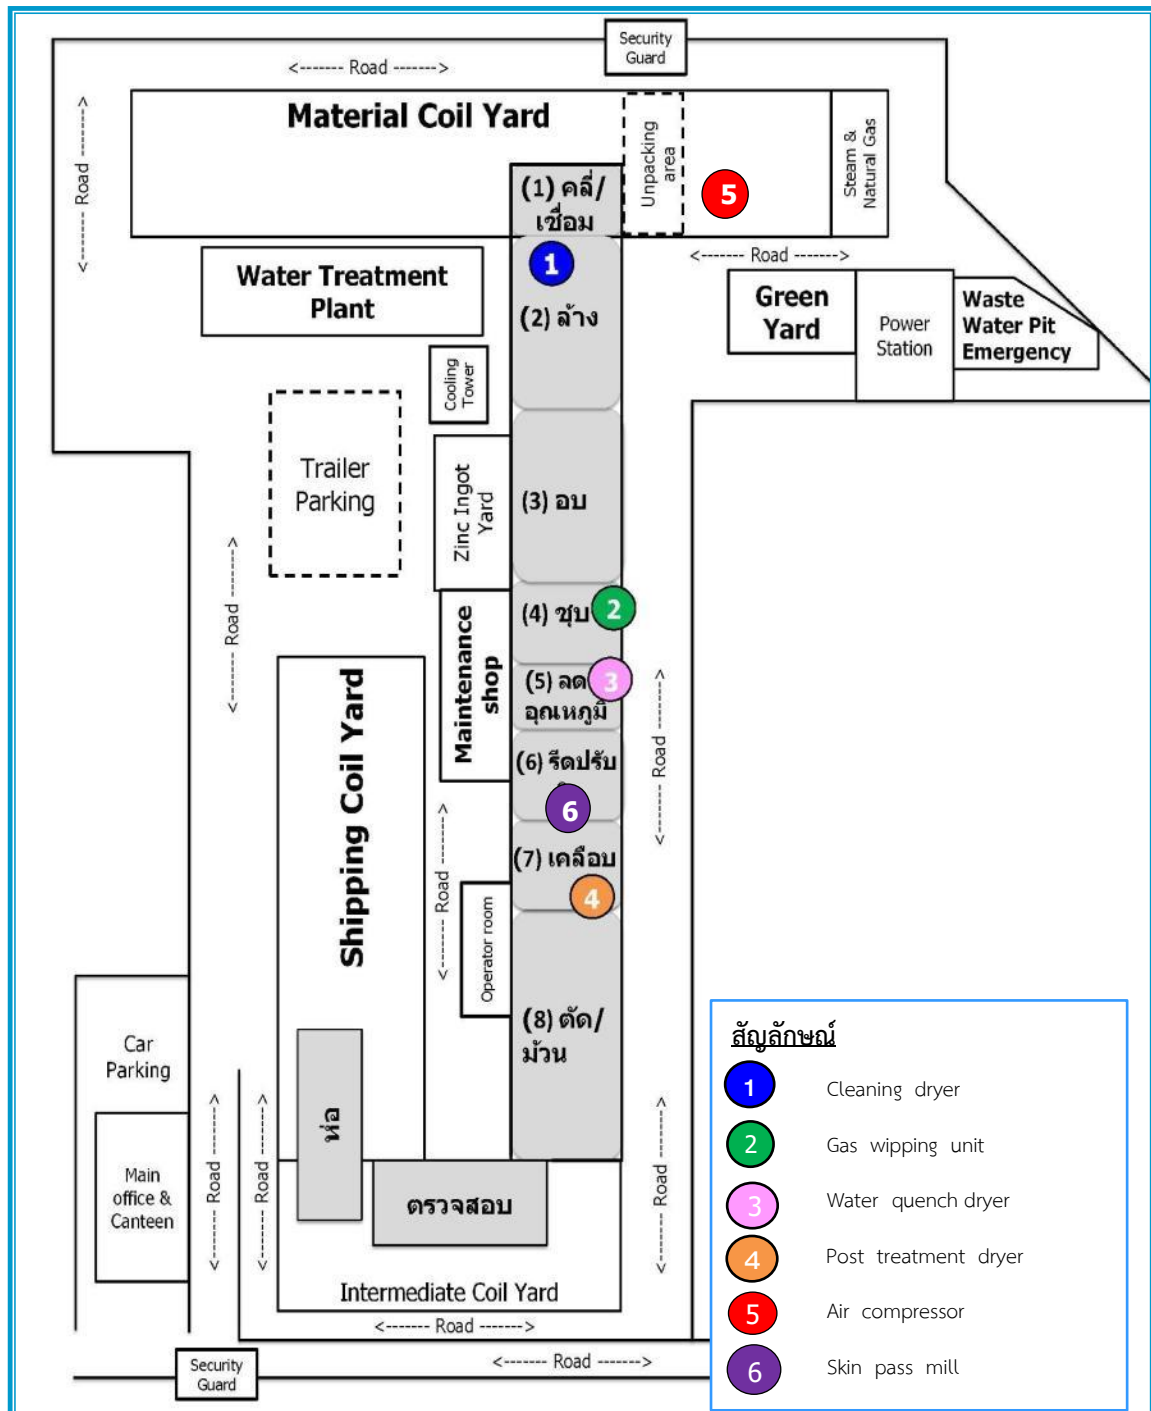 Security
Guard
<------- Road ------->
Material Coil Yard
<------- Road ------->
Unpacking
area
Steam &
Natural Gas
5
(1) คลี่/
เชื่อม
1
<------- Road ------->
Water Treatment
Plant
(2) ล้าง
Green
Yard
Power
Station
Waste
Water Pit
Emergency
Cooling
Tower
Trailer
Parking
Zinc Ingot
Yard
(3) อบ
<------- Road ------->
(4) ชุบ
2
Maintenance
shop
(5) ลด
3
อุณหภูมิ
<------- Road ------->
Shipping Coil Yard
(6) รีดปรับ
6
<------- Road ------->
(7) เคลือบ
4
Operator room
(8) ตัด/
ม้วน
Car
Parking
ห่อ
Main
office &
Canteen
<------- Road ------->
<------- Road ------->
<------- Road ------->
ตรวจสอบ
Intermediate Coil Yard
<------- Road ------->
<------- Road ------->
Security
Guard
สัญลักษณ์
1 Cleaning dryer
2 Gas wipping unit
3 Water quench dryer
4 Post treatment dryer
5 Air compressor
6 Skin pass mill